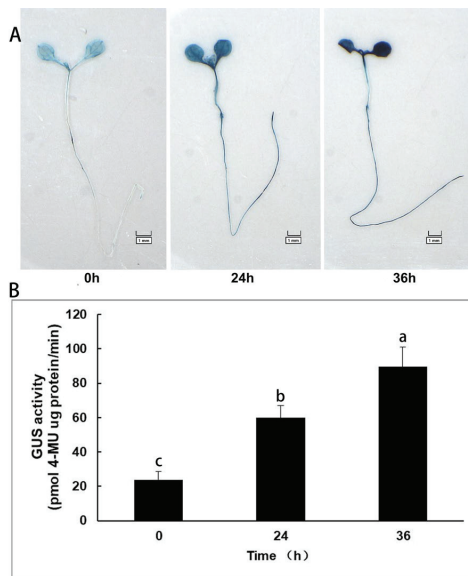 A
1 mm
1 mm
1 mm
0h
24h
36h
B
GUS activity
(pmol 4-MU ug protein/min)
120
100
80
60
40
20
0
c
b
a
0
24
36
Time （h）